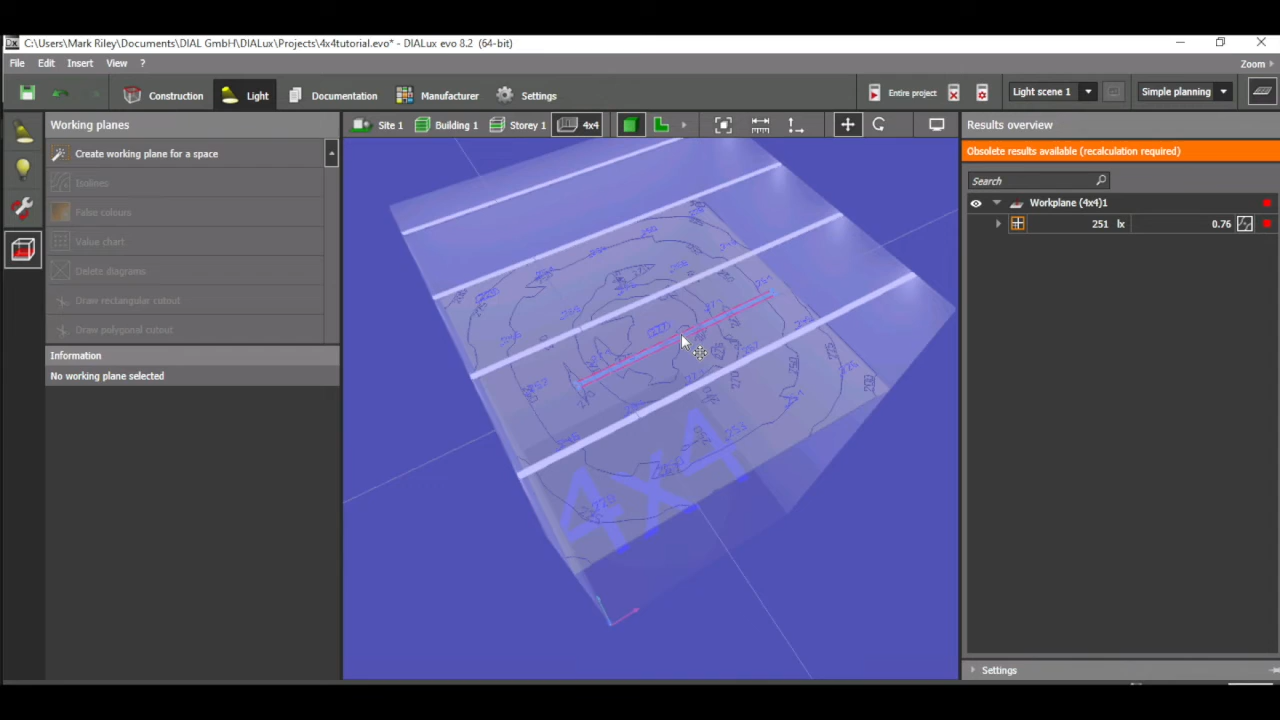 C:\Users\Mark Riley\Documents\DIAL GmbH\DIALux\Projects\4x4tutorial.evo* - DIALux evo 8.2 (64-bit)
File Edit Insert View ?
Zoom
Construction Light Documentation Manufacturer Settings
Entire project
Light scene 1
Simple planning
Working planes
Site 1 Building 1 Storey 1 4x4
Results overview
Create working plane for a space
Obsolete results available (recalculation required)
Isolines
Search
False colours
Workplane (4x4)1
Value chart
251 lx 0.76
Delete diagrams
Draw rectangular cutout
Draw polygonal cutout
Information
No working plane selected
4x4
Settings